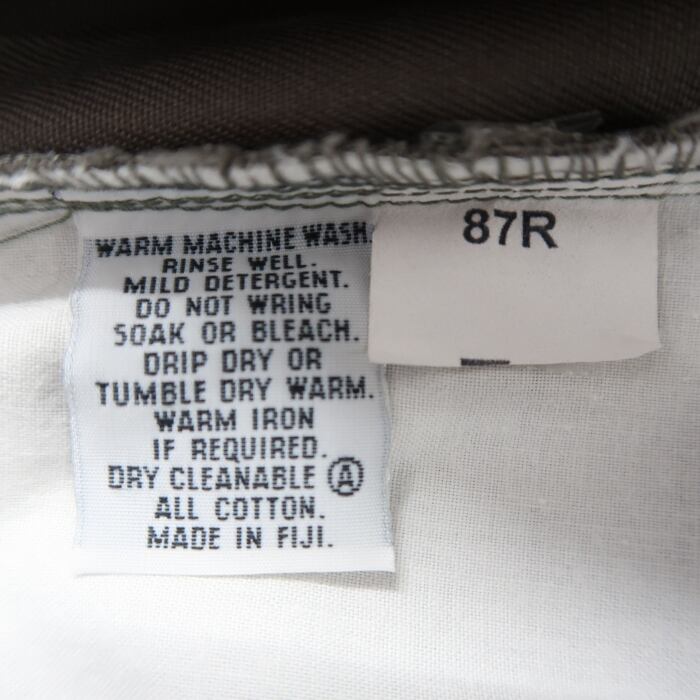 WARM MACHINE WASH.
RINSE WELL.
MILD DETERGENT.
DO NOT WRING
SOAK OR BLEACH.
DRIP DRY OR
TUMBLE DRY WARM.
WARM IRON
IF REQUIRED.
DRY CLEANABLE Ⓐ
ALL COTTON.
MADE IN FIJI.
87R